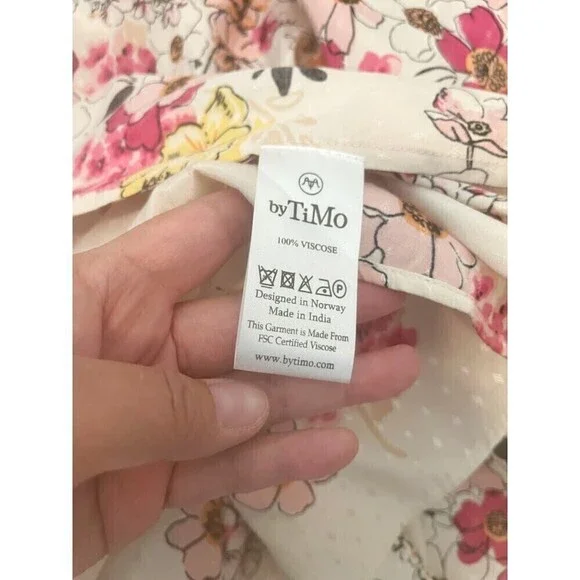 byTiMo
100% VISCOSE
P
Designed in Norway
Made in India
This Garment is Made From
FSC Certified Viscose
www.bytimo.com